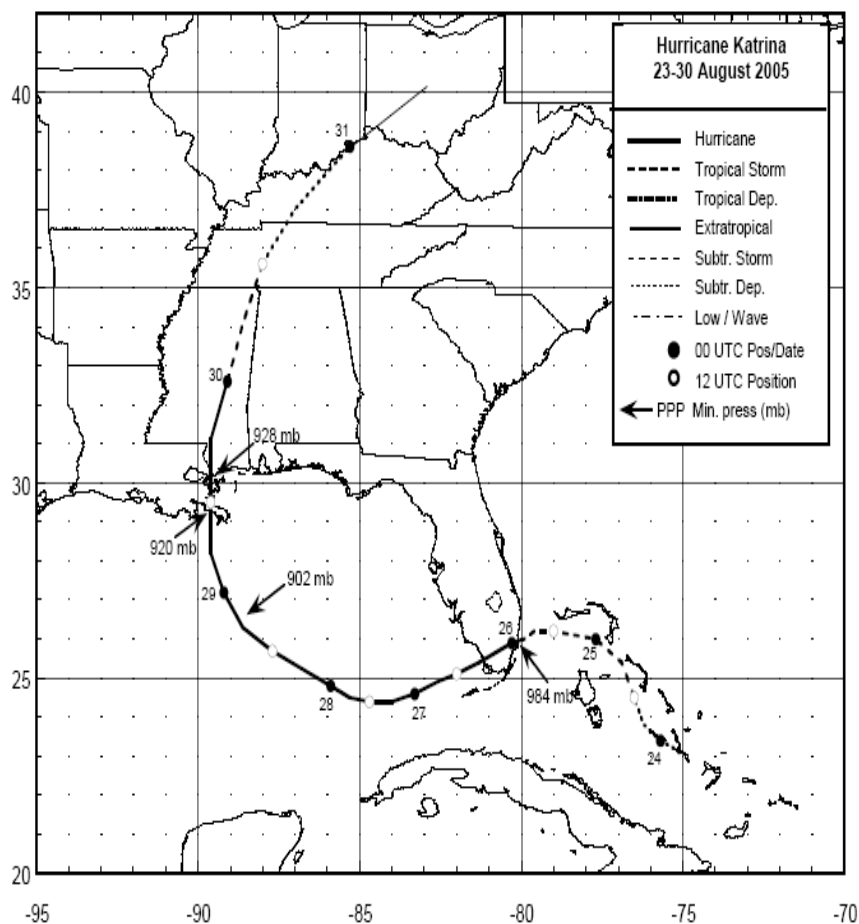 Hurricane Katrina
23-30 August 2005
Hurricane
Tropical Storm
Tropical Dep.
Extratropical
Subtr. Storm
Subtr. Dep.
Low / Wave
00 UTC Pos/Date
12 UTC Position
PPP Min. press (mb)
40
31
35
30
928 mb
30
920 mb
902 mb
29
26
25
25
28
27
984 mb
24
20
-95
-90
-85
-80
-75
-70